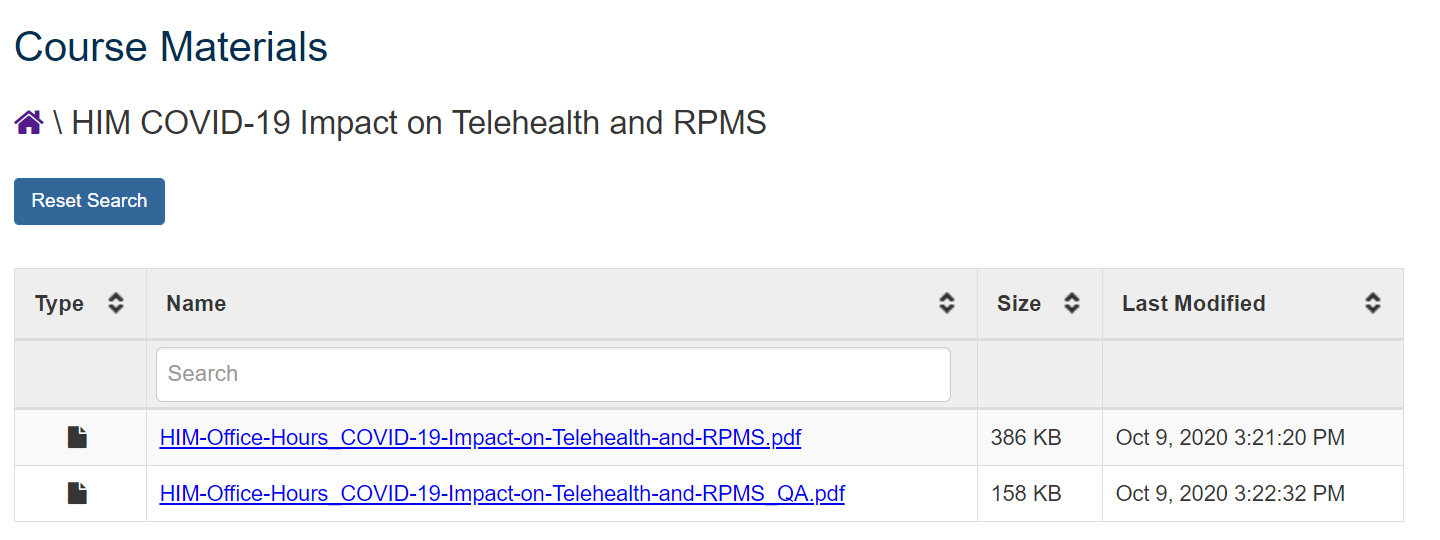 Course Materials
\ HIM COVID-19 Impact on Telehealth and RPMS
Reset Search
Type Name Size Last Modified
Search
HIM-Office-Hours_COVID-19-Impact-on-Telehealth-and-RPMS.pdf 386 KB Oct 9, 2020 3:21:20 PM
HIM-Office-Hours_COVID-19-Impact-on-Telehealth-and-RPMS_QA.pdf 158 KB Oct 9, 2020 3:22:32 PM